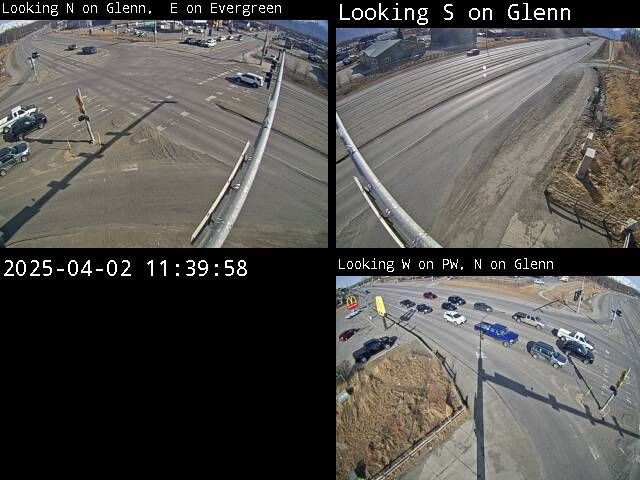 Looking N on Glenn,  E on Evergreen
Looking S on Glenn
2025-04-02 11:39:58
Looking W on PW, N on Glenn